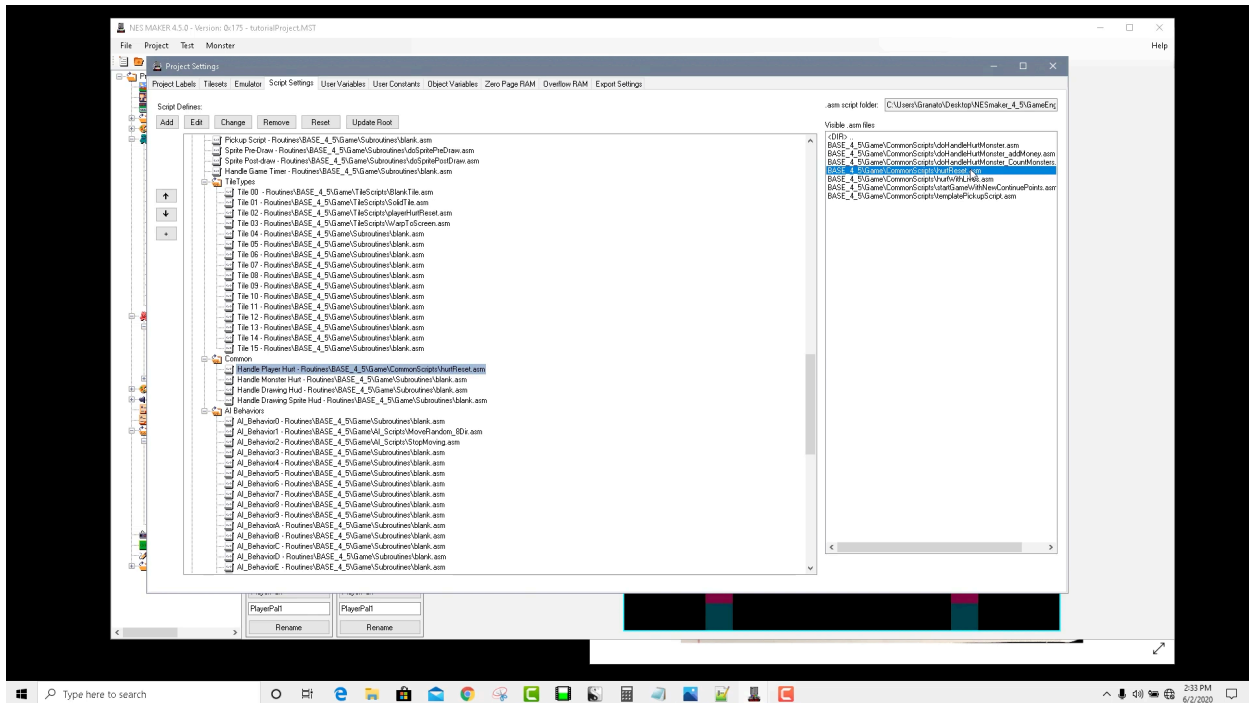 NES MAKER 4.5.0 - Version: 0x175 - tutorialProject.MST
File Project Test Monster Help
Project Settings
Project Labels Tilesets Emulator Script Settings User Variables User Constants Object Variables Zero Page RAM Overflow RAM Export Settings
Script Defines:
.asm script folder: C:\Users\Granato\Desktop\NESmaker_4_5\GameEng
Add Edit Change Remove Reset Update Root
Visible .asm files
<DIR> ..
BASE_4_5\Game\CommonScripts\doHandleHurtMonster.asm
BASE_4_5\Game\CommonScripts\doHandleHurtMonster_addMoney.asm
BASE_4_5\Game\CommonScripts\doHandleHurtMonster_CountMonsters.
BASE_4_5\Game\CommonScripts\hurtReset.asm
BASE_4_5\Game\CommonScripts\hurtWithLives.asm
BASE_4_5\Game\CommonScripts\startGameWithNewContinuePoints.asm
BASE_4_5\Game\CommonScripts\templatePickupScript.asm
Pickup Script - Routines\BASE_4_5\Game\Subroutines\blank.asm
Sprite Pre-Draw - Routines\BASE_4_5\Game\Subroutines\doSpritePreDraw.asm
Sprite Post-draw - Routines\BASE_4_5\Game\Subroutines\doSpritePostDraw.asm
Handle Game Timer - Routines\BASE_4_5\Game\Subroutines\blank.asm
TileTypes
Tile 00 - Routines\BASE_4_5\Game\TileScripts\BlankTile.asm
Tile 01 - Routines\BASE_4_5\Game\TileScripts\SolidTile.asm
Tile 02 - Routines\BASE_4_5\Game\TileScripts\playerHurtReset.asm
Tile 03 - Routines\BASE_4_5\Game\TileScripts\WarpToScreen.asm
Tile 04 - Routines\BASE_4_5\Game\Subroutines\blank.asm
Tile 05 - Routines\BASE_4_5\Game\Subroutines\blank.asm
Tile 06 - Routines\BASE_4_5\Game\Subroutines\blank.asm
Tile 07 - Routines\BASE_4_5\Game\Subroutines\blank.asm
Tile 08 - Routines\BASE_4_5\Game\Subroutines\blank.asm
Tile 09 - Routines\BASE_4_5\Game\Subroutines\blank.asm
Tile 10 - Routines\BASE_4_5\Game\Subroutines\blank.asm
Tile 11 - Routines\BASE_4_5\Game\Subroutines\blank.asm
Tile 12 - Routines\BASE_4_5\Game\Subroutines\blank.asm
Tile 13 - Routines\BASE_4_5\Game\Subroutines\blank.asm
Tile 14 - Routines\BASE_4_5\Game\Subroutines\blank.asm
Tile 15 - Routines\BASE_4_5\Game\Subroutines\blank.asm
Common
Handle Player Hurt - Routines\BASE_4_5\Game\CommonScripts\hurtReset.asm
Handle Monster Hurt - Routines\BASE_4_5\Game\Subroutines\blank.asm
Handle Drawing Hud - Routines\BASE_4_5\Game\Subroutines\blank.asm
Handle Drawing Sprite Hud - Routines\BASE_4_5\Game\Subroutines\blank.asm
AI Behaviors
AI_Behavior0 - Routines\BASE_4_5\Game\Subroutines\blank.asm
AI_Behavior1 - Routines\BASE_4_5\Game\AI_Scripts\MoveRandom_8Dir.asm
AI_Behavior2 - Routines\BASE_4_5\Game\AI_Scripts\StopMoving.asm
AI_Behavior3 - Routines\BASE_4_5\Game\Subroutines\blank.asm
AI_Behavior4 - Routines\BASE_4_5\Game\Subroutines\blank.asm
AI_Behavior5 - Routines\BASE_4_5\Game\Subroutines\blank.asm
AI_Behavior6 - Routines\BASE_4_5\Game\Subroutines\blank.asm
AI_Behavior7 - Routines\BASE_4_5\Game\Subroutines\blank.asm
AI_Behavior8 - Routines\BASE_4_5\Game\Subroutines\blank.asm
AI_Behavior9 - Routines\BASE_4_5\Game\Subroutines\blank.asm
AI_BehaviorA - Routines\BASE_4_5\Game\Subroutines\blank.asm
AI_BehaviorB - Routines\BASE_4_5\Game\Subroutines\blank.asm
AI_BehaviorC - Routines\BASE_4_5\Game\Subroutines\blank.asm
AI_BehaviorD - Routines\BASE_4_5\Game\Subroutines\blank.asm
AI_BehaviorE - Routines\BASE_4_5\Game\Subroutines\blank.asm
PlayerPal1 PlayerPal1
Rename Rename
Type here to search
2:33 PM
6/2/2020